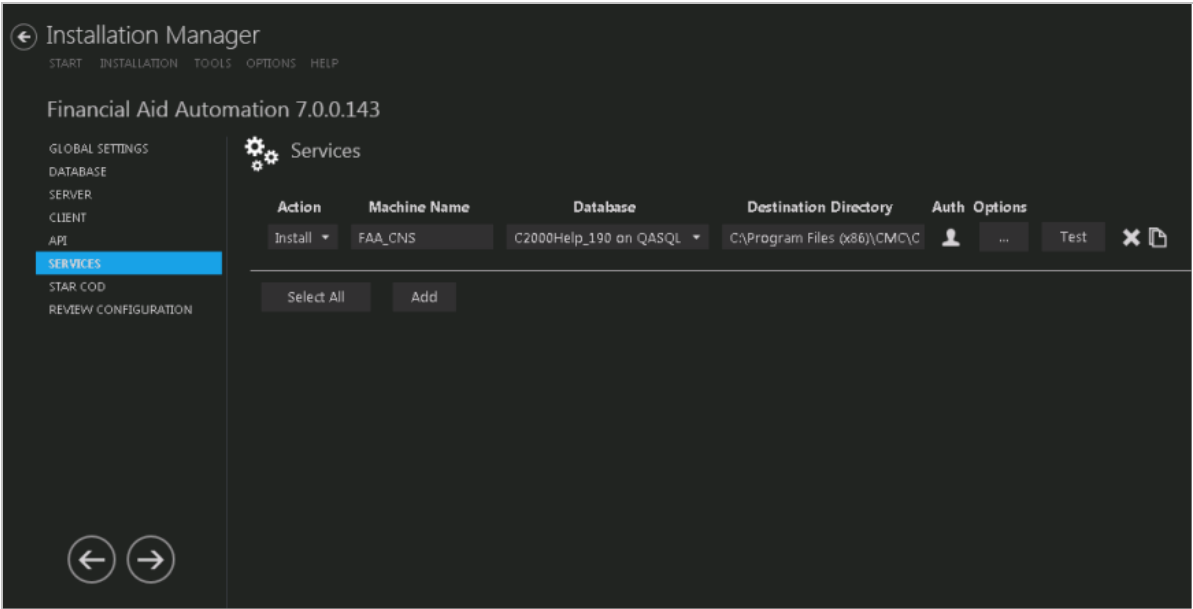 Installation Manager
START INSTALLATION TOOLS OPTIONS HELP
Financial Aid Automation 7.0.0.143
GLOBAL SETTINGS
DATABASE
SERVER
CLIENT
API
SERVICES
STAR COD
REVIEW CONFIGURATION
Services
Action Machine Name Database Destination Directory Auth Options
Install FAA_CNS C2000Help_190 on QASQL C:\Program Files (x86)\CMC\C ... Test
Select All Add